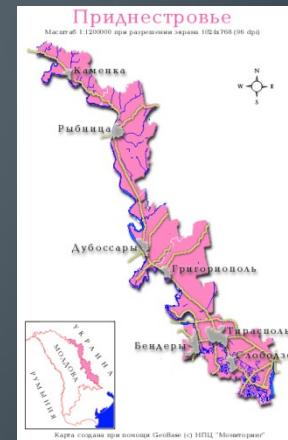 Приднестровье
Масштаб 1:1200000 при разрешении экрана 1024x768 (96 dpi)
Каменка
N
W E
S
Рыбница
Дубоссары
Григориополь
Тирасполь
Бендеры
Слободзея
УКРАИНА
МОЛДОВА
РУМЫНИЯ
Карта создана при помощи GeoBase (c) НПЦ "Мониторинг"